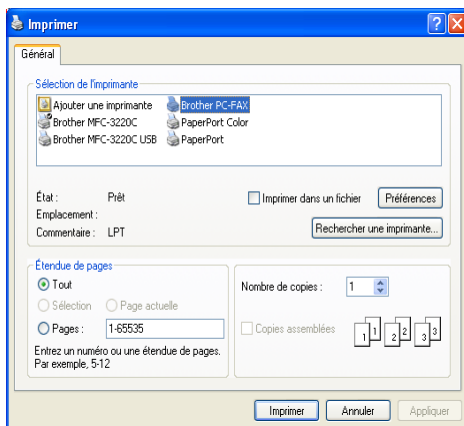 Imprimer
Général
Sélection de l'imprimante
Ajouter une imprimante
Brother PC-FAX
Brother MFC-3220C
PaperPort Color
Brother MFC-3220C USB
PaperPort
État : Prêt
Emplacement :
Commentaire : LPT
Imprimer dans un fichier
Préférences
Rechercher une imprimante...
Étendue de pages
Tout
Sélection
Page actuelle
Pages : 1-65535
Entrez un numéro ou une étendue de pages.
Par exemple, 5-12
Nombre de copies : 1
Copies assemblées
1 1 2 2 3 3
Imprimer
Annuler
Appliquer